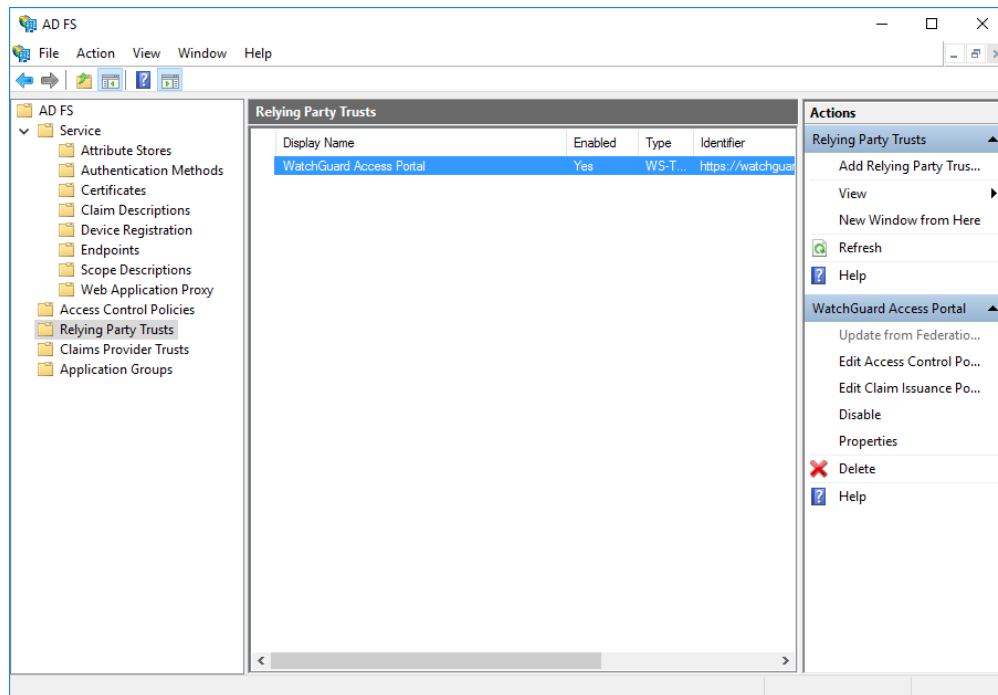 AD FS
File Action View Window Help
AD FS
Service
Attribute Stores
Authentication Methods
Certificates
Claim Descriptions
Device Registration
Endpoints
Scope Descriptions
Web Application Proxy
Access Control Policies
Relying Party Trusts
Claims Provider Trusts
Application Groups
Relying Party Trusts
Display Name Enabled Type Identifier
WatchGuard Access Portal Yes WS-T... https://watchguar
Actions
Relying Party Trusts
Add Relying Party Trus...
View
New Window from Here
Refresh
Help
WatchGuard Access Portal
Update from Federatio...
Edit Access Control Po...
Edit Claim Issuance Po...
Disable
Properties
Delete
Help